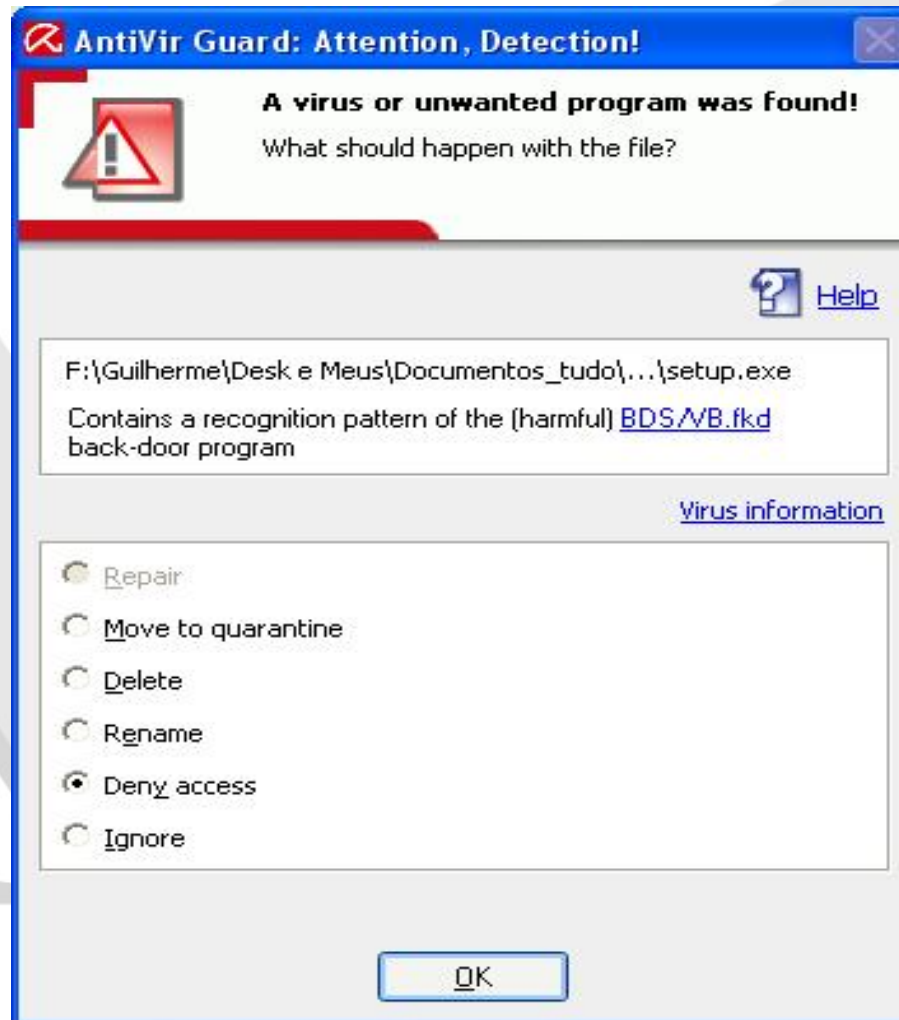 AntiVir Guard: Attention, Detection!
A virus or unwanted program was found!
What should happen with the file?
Help
F:\Guilherme\Desk e Meus\Documentos_tudo\...\setup.exe
Contains a recognition pattern of the (harmful) BDS/VB.fkd
back-door program
Virus information
Repair
Move to quarantine
Delete
Rename
Deny access
Ignore
OK